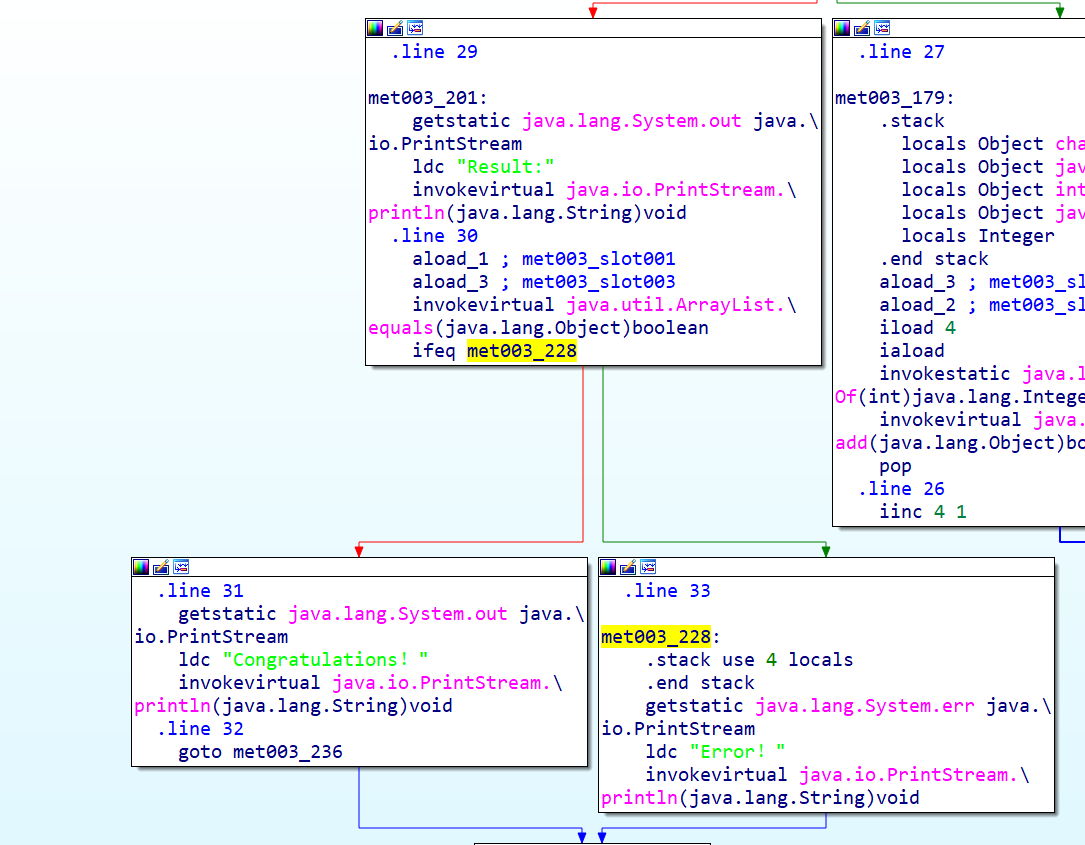 .line 29
met003_201:
getstatic java.lang.System.out java.\
io.PrintStream
ldc "Result:"
invokevirtual java.io.PrintStream.\
println(java.lang.String)void
.line 30
aload_1 ; met003_slot001
aload_3 ; met003_slot003
invokevirtual java.util.ArrayList.\
equals(java.lang.Object)boolean
ifeq met003_228
.line 27
met003_179:
.stack
locals Object cha
locals Object jav
locals Object int
locals Object jav
locals Integer
.end stack
aload_3 ; met003_sl
aload_2 ; met003_sl
iload 4
iaload
invokestatic java.l
Of(int)java.lang.Intege
invokevirtual java.
add(java.lang.Object)bo
pop
.line 26
iinc 4 1
.line 31
getstatic java.lang.System.out java.\
io.PrintStream
ldc "Congratulations! "
invokevirtual java.io.PrintStream.\
println(java.lang.String)void
.line 32
goto met003_236
.line 33
met003_228:
.stack use 4 locals
.end stack
getstatic java.lang.System.err java.\
io.PrintStream
ldc "Error! "
invokevirtual java.io.PrintStream.\
println(java.lang.String)void